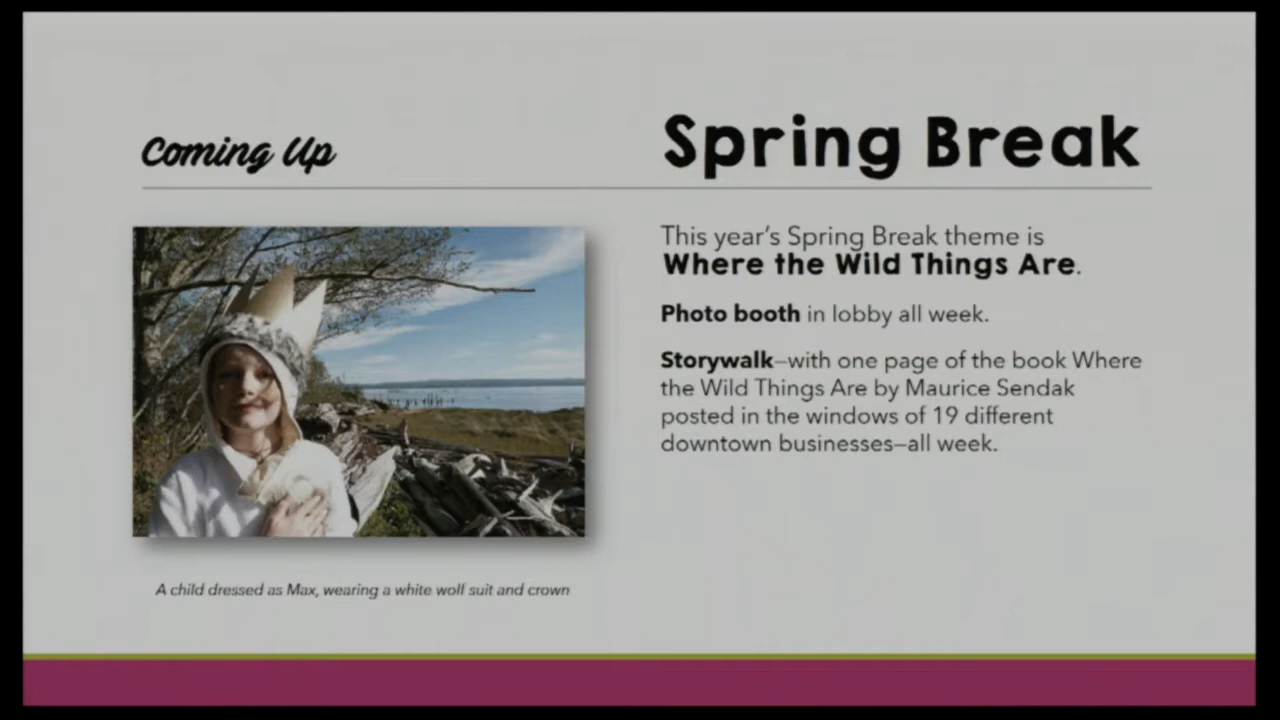 Coming Up
Spring Break
This year's Spring Break theme is
Where the Wild Things Are.
Photo booth in lobby all week.
Storywalk–with one page of the book Where
the Wild Things Are by Maurice Sendak
posted in the windows of 19 different
downtown businesses–all week.
A child dressed as Max, wearing a white wolf suit and crown